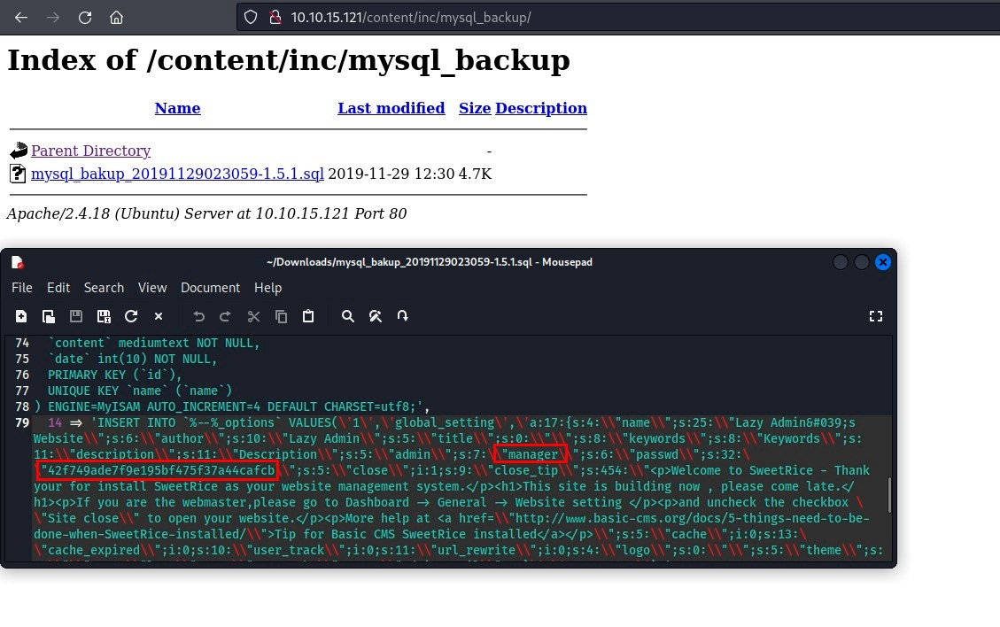 10.10.15.121/content/inc/mysql_backup/
Index of /content/inc/mysql_backup
Name Last modified Size Description
Parent Directory -
mysql_bakup_20191129023059-1.5.1.sql 2019-11-29 12:30 4.7K
Apache/2.4.18 (Ubuntu) Server at 10.10.15.121 Port 80
~/Downloads/mysql_bakup_20191129023059-1.5.1.sql - Mousepad
File Edit Search View Document Help
74 `content` mediumtext NOT NULL,
75 `date` int(10) NOT NULL,
76 PRIMARY KEY (`id`),
77 UNIQUE KEY `name` (`name`)
78 ) ENGINE=MyISAM AUTO_INCREMENT=4 DEFAULT CHARSET=utf8;',
79 14 => 'INSERT INTO `%--%_options` VALUES(\'1\',\'global_setting\',\'a:17:{s:4:\\"name\\";s:25:\\"Lazy Admin&#039;s
Website\\";s:6:\\"author\\";s:10:\\"Lazy Admin\\";s:5:\\"title\\";s:0:\\"\\";s:8:\\"keywords\\";s:8:\\"Keywords\\";s:
11:\\"description\\";s:11:\\"Description\\";s:5:\\"admin\\";s:7:\\"manager\\";s:6:\\"passwd\\";s:32:\
\"42f749ade7f9e195bf475f37a44cafcb\\";s:5:\\"close\\";i:1;s:9:\\"close_tip\\";s:454:\\"<p>Welcome to SweetRice - Thank
your for install SweetRice as your website management system.</p><h1>This site is building now , please come late.</
h1><p>If you are the webmaster,please go to Dashboard -> General -> Website setting </p><p>and uncheck the checkbox \
\"Site close\\" to open your website.</p><p>More help at <a href=\\"http://www.basic-cms.org/docs/5-things-need-to-be-
done-when-SweetRice-installed/\\">Tip for Basic CMS SweetRice installed</a></p>\\";s:5:\\"cache\\";i:0;s:13:\
\"cache_expired\\";i:0;s:10:\\"user_track\\";i:0;s:11:\\"url_rewrite\\";i:0;s:4:\\"logo\\";s:0:\\"\\";s:5:\\"theme\\";s: